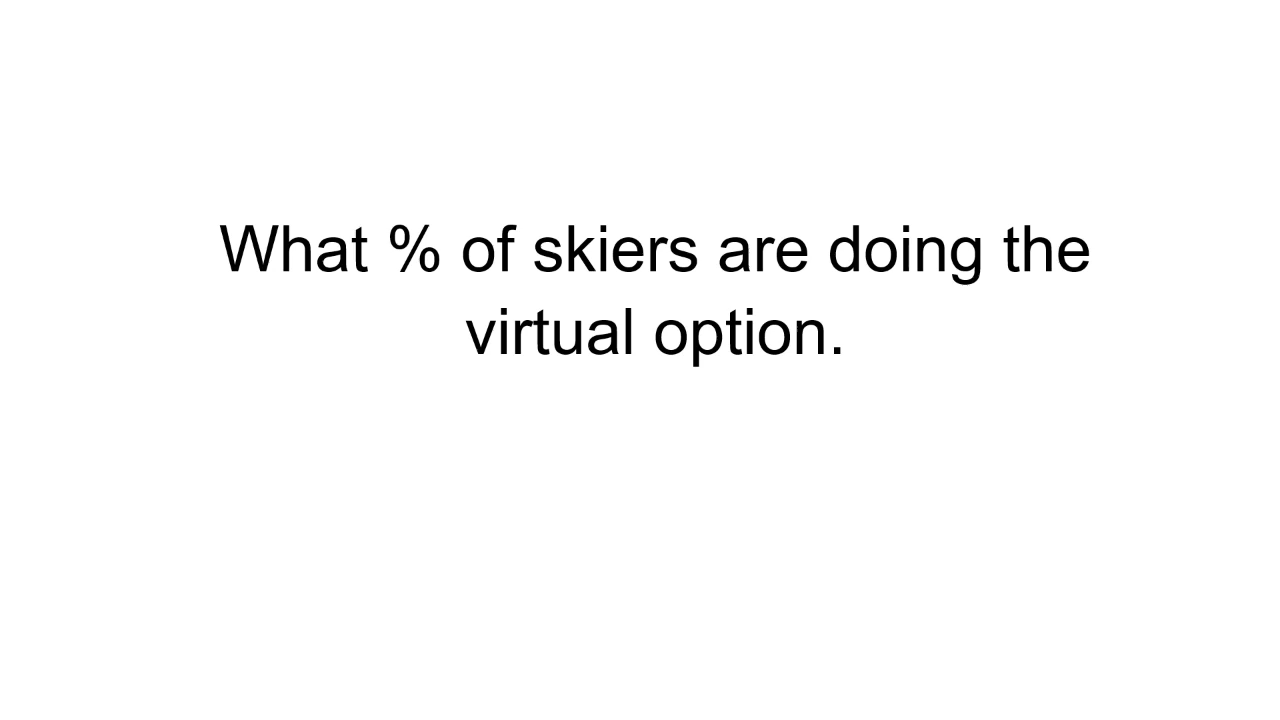 What % of skiers are doing the
virtual option.